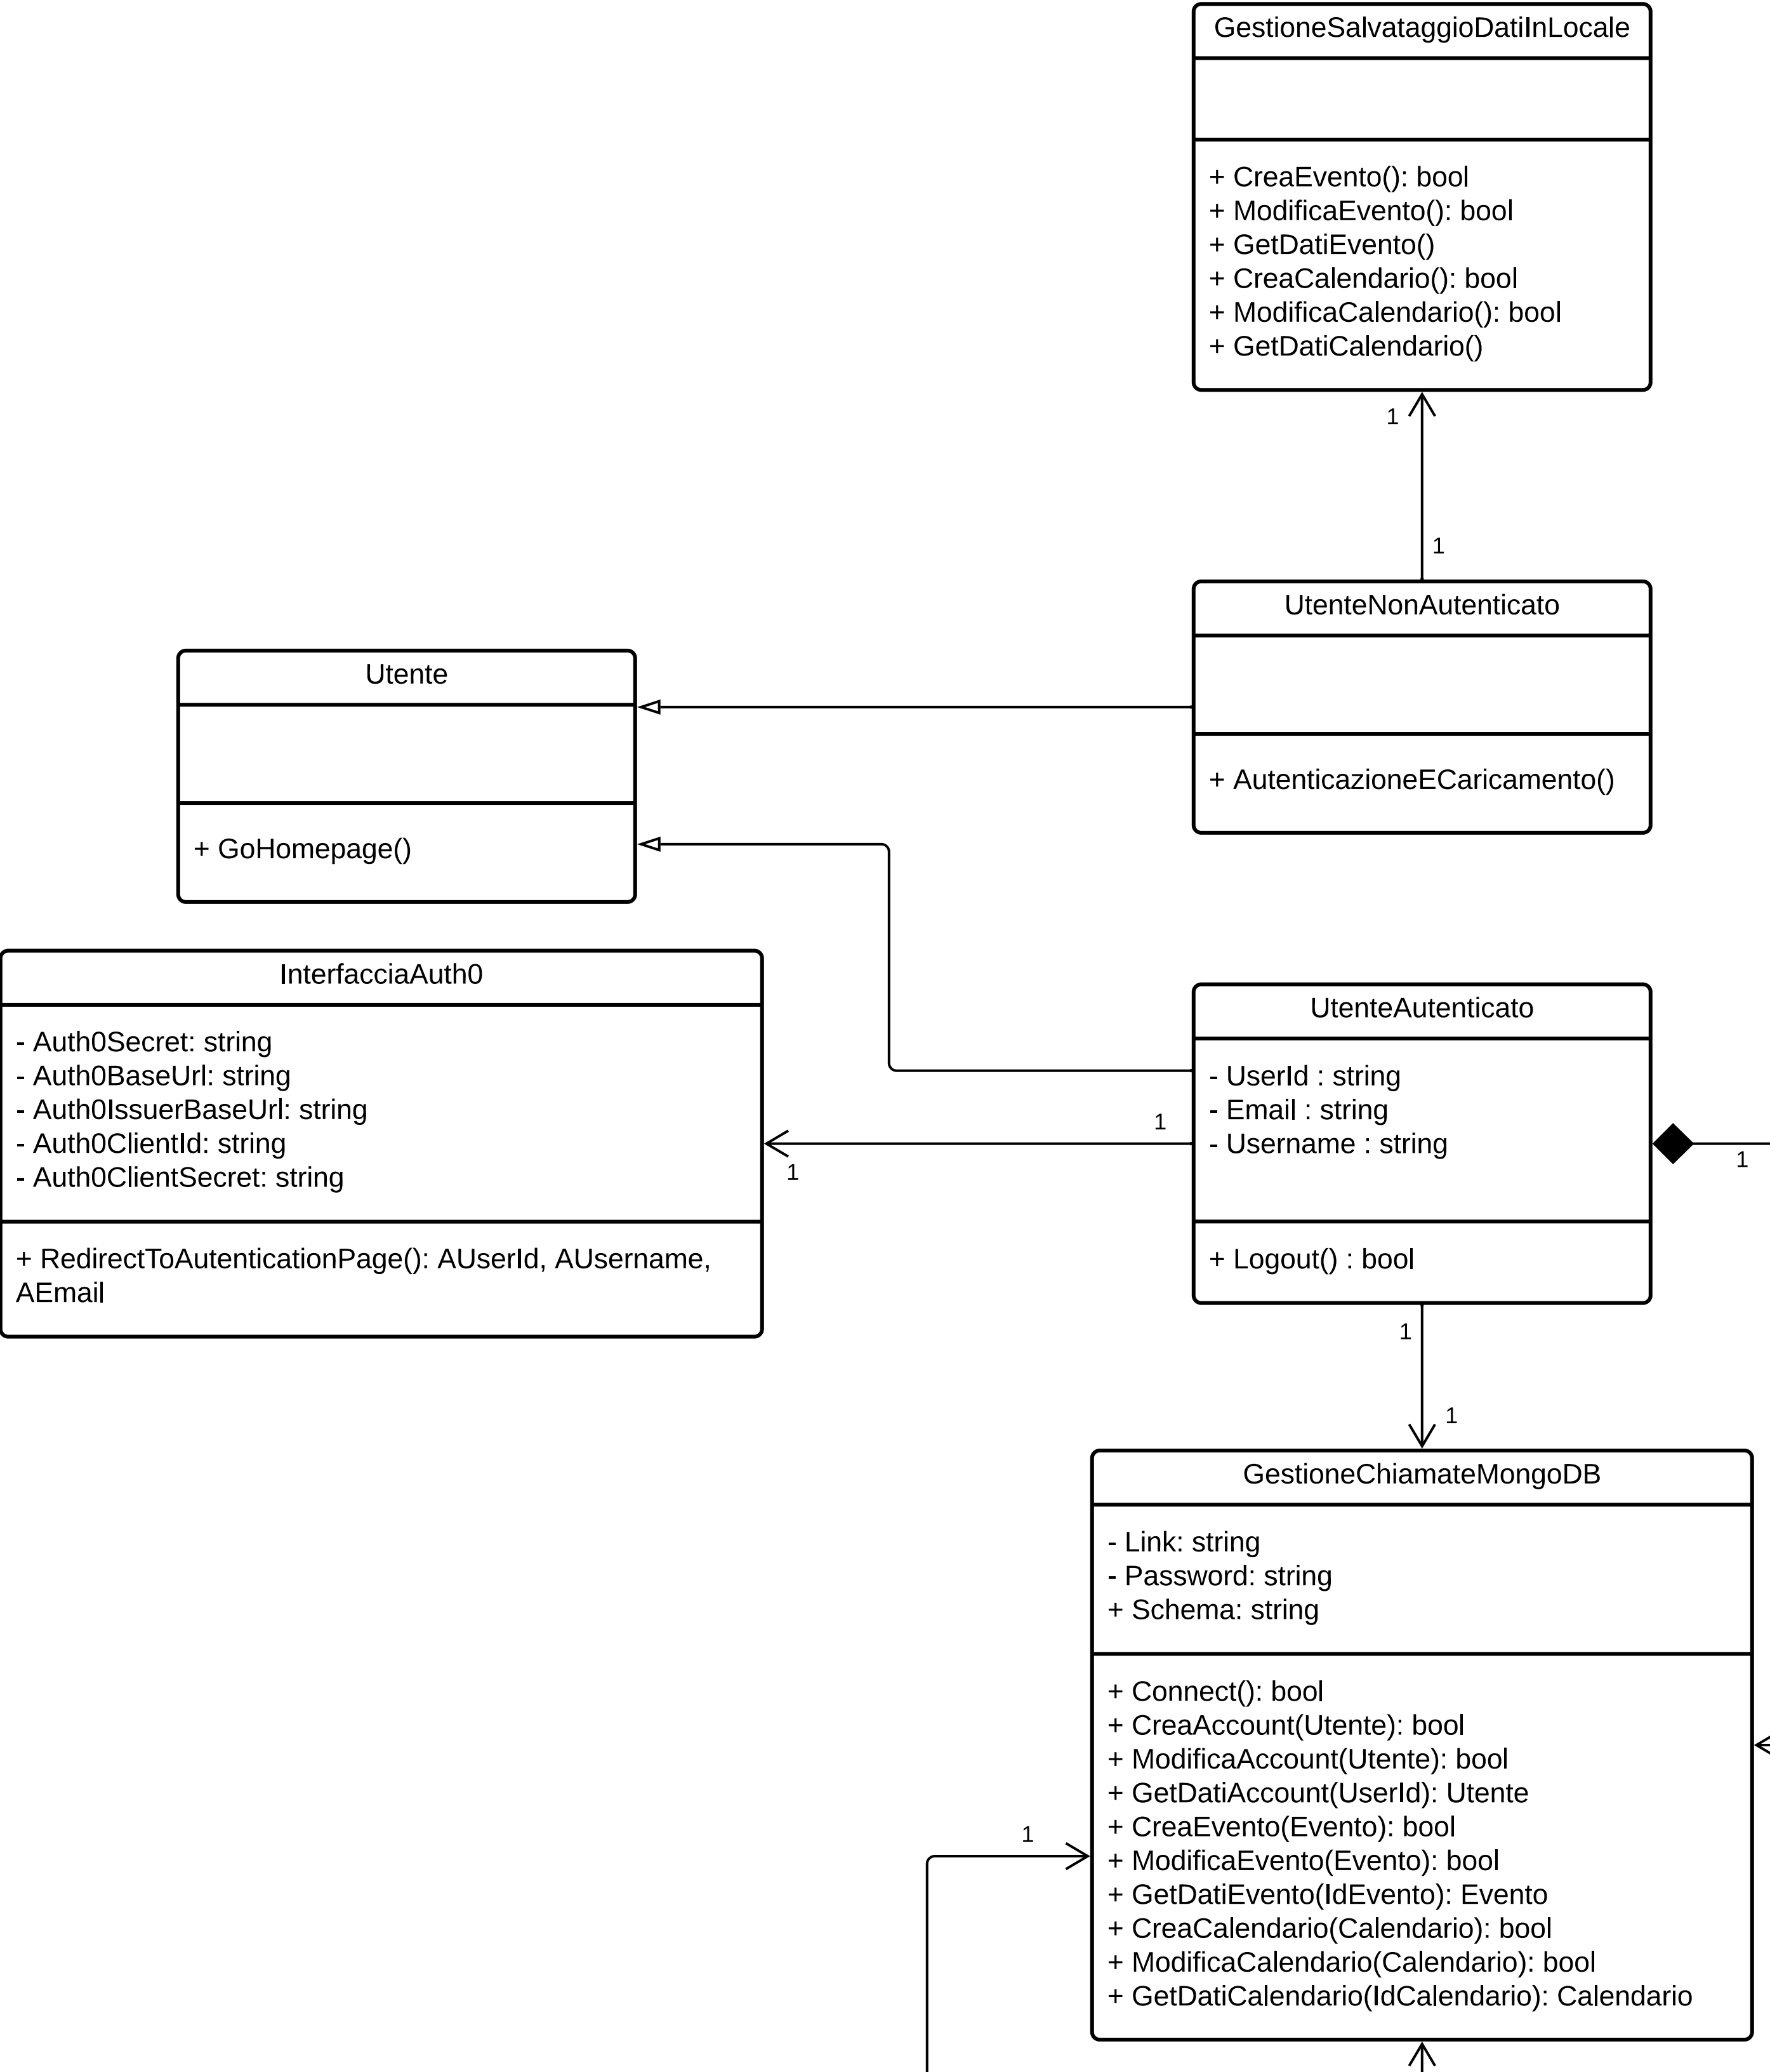 GestioneSalvataggioDatiInLocale
+ CreaEvento(): bool
+ ModificaEvento(): bool
+ GetDatiEvento()
+ CreaCalendario(): bool
+ ModificaCalendario(): bool
+ GetDatiCalendario()
1
1
UtenteNonAutenticato
+ AutenticazioneECaricamento()
Utente
+ GoHomepage()
InterfacciaAuth0
- Auth0Secret: string
- Auth0BaseUrl: string
- Auth0IssuerBaseUrl: string
- Auth0ClientId: string
- Auth0ClientSecret: string
+ RedirectToAutenticationPage(): AUserId, AUsername,
AEmail
1
1
UtenteAutenticato
- UserId : string
- Email : string
- Username : string
+ Logout() : bool
1
1
1
GestioneChiamateMongoDB
- Link: string
- Password: string
+ Schema: string
+ Connect(): bool
+ CreaAccount(Utente): bool
+ ModificaAccount(Utente): bool
+ GetDatiAccount(UserId): Utente
+ CreaEvento(Evento): bool
+ ModificaEvento(Evento): bool
+ GetDatiEvento(IdEvento): Evento
+ CreaCalendario(Calendario): bool
+ ModificaCalendario(Calendario): bool
+ GetDatiCalendario(IdCalendario): Calendario
1